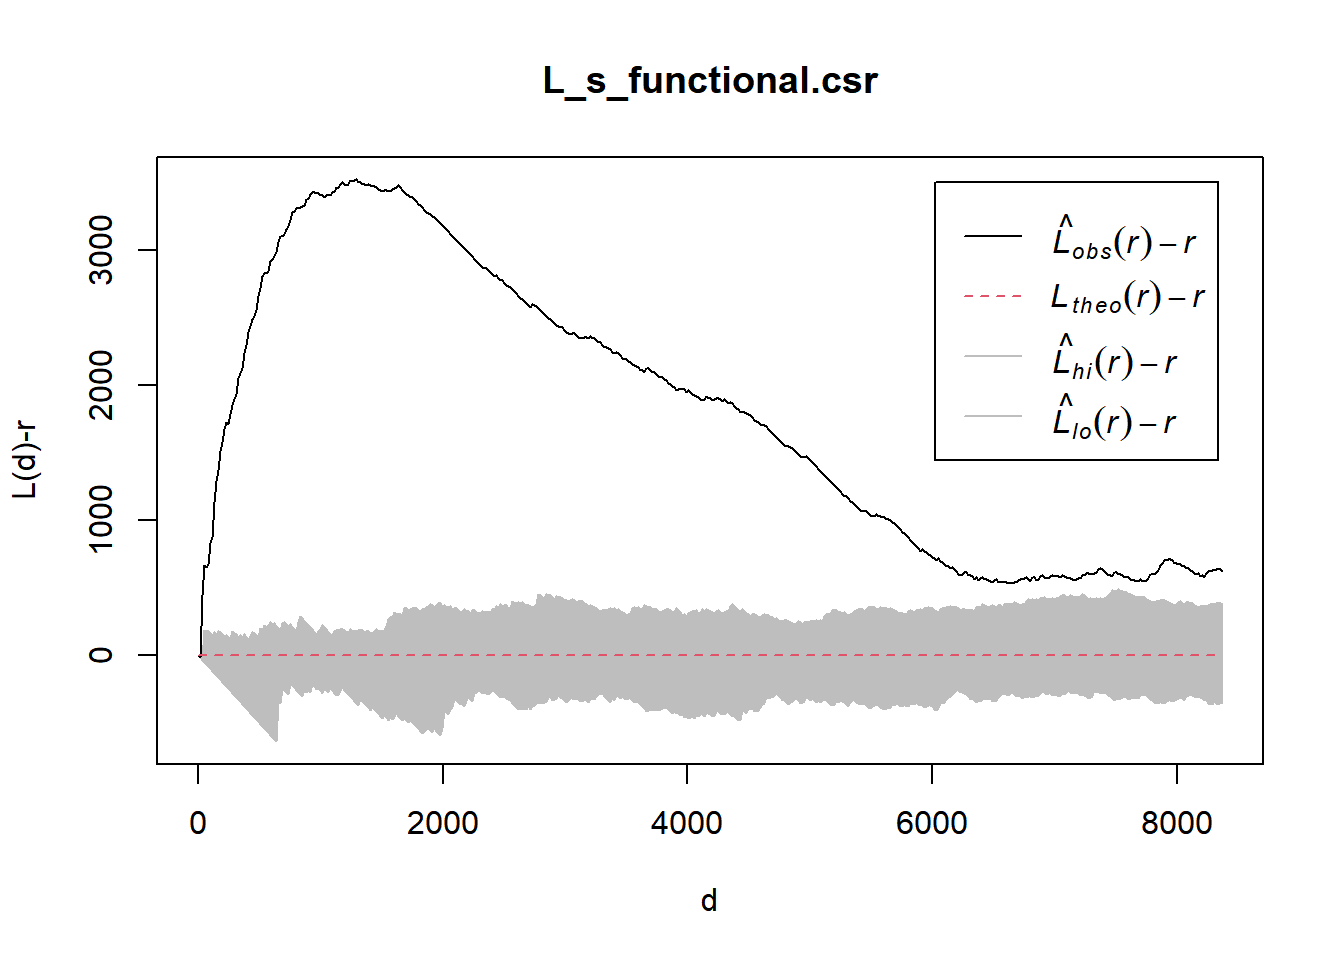 L_s_functional.csr
L̂obs(r) − r
Ltheo(r) − r
L̂hi(r) − r
L̂lo(r) − r
L(d)-r
3000
2000
1000
0
0 2000 4000 6000 8000
d